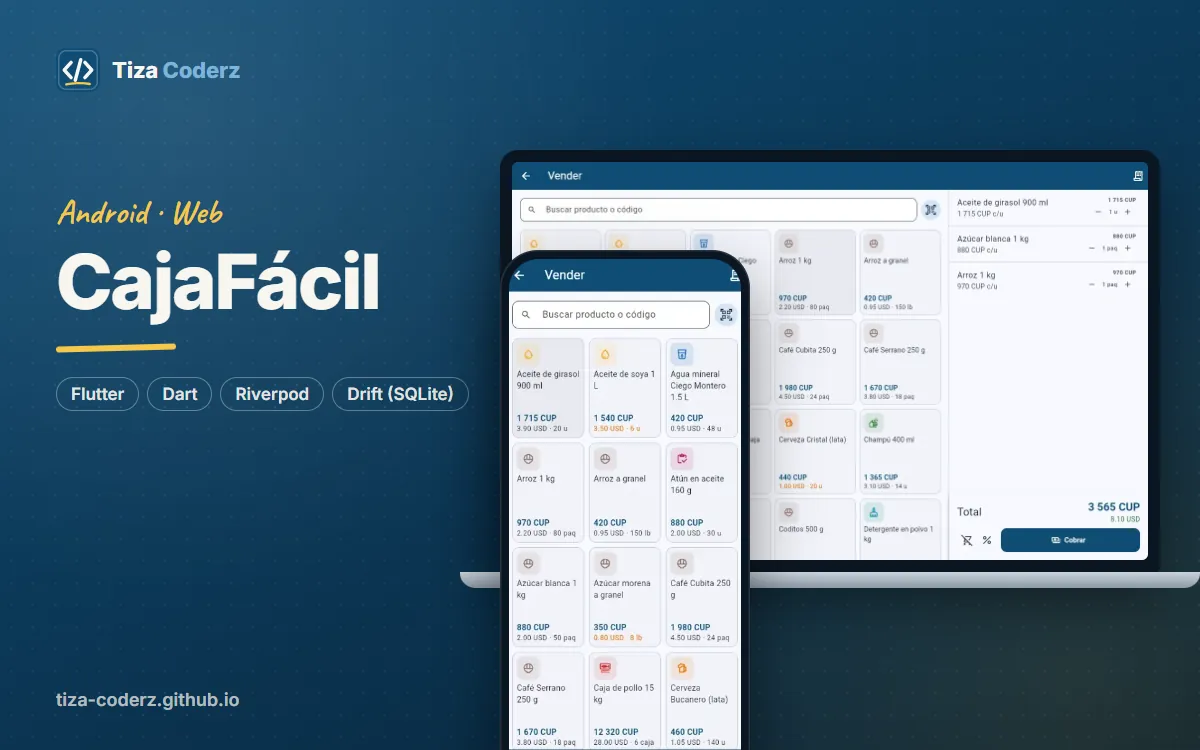 Tiza Coderz
Android · Web
CajaFácil
Flutter
Dart
Riverpod
Drift (SQLite)
tiza-coderz.github.io
Vender
Buscar producto o código
Arroz 1 kg
970 CUP
2.20 USD · 80 paq
Arroz a granel
420 CUP
0.95 USD · 150 lb
Café Cubita 250 g
1 980 CUP
4.50 USD · 24 paq
Café Serrano 250 g
1 670 CUP
3.80 USD · 18 paq
Cerveza Cristal (lata)
440 CUP
1.00 USD · 20 u
Champú 400 ml
1 365 CUP
3.10 USD · 14 u
Coditos 500 g
Detergente en polvo 1
kg
Aceite de girasol 900 ml
1 715 CUP
1 715 CUP c/u
1 u
Azúcar blanca 1 kg
880 CUP
880 CUP c/u
1 paq
Arroz 1 kg
970 CUP
970 CUP c/u
1 paq
Total
3 565 CUP
8.10 USD
%
Cobrar
Vender
Buscar producto o código
Aceite de girasol
900 ml
1 715 CUP
3.90 USD · 20 u
Aceite de soya 1
L
1 540 CUP
3.50 USD · 6 u
Agua mineral
Ciego Montero
1.5 L
420 CUP
0.95 USD · 48 u
Arroz 1 kg
970 CUP
2.20 USD · 80 paq
Arroz a granel
420 CUP
0.95 USD · 150 lb
Atún en aceite
160 g
880 CUP
2.00 USD · 30 u
Azúcar blanca 1
kg
880 CUP
2.00 USD · 50 paq
Azúcar morena
a granel
350 CUP
0.80 USD · 8 lb
Café Cubita 250
g
1 980 CUP
4.50 USD · 24 paq
Café Serrano
250 g
1 670 CUP
3.80 USD · 18 paq
Caja de pollo 15
kg
12 320 CUP
28.00 USD · 6 caja
Cerveza
Bucanero (lata)
460 CUP
1.05 USD · 140 u